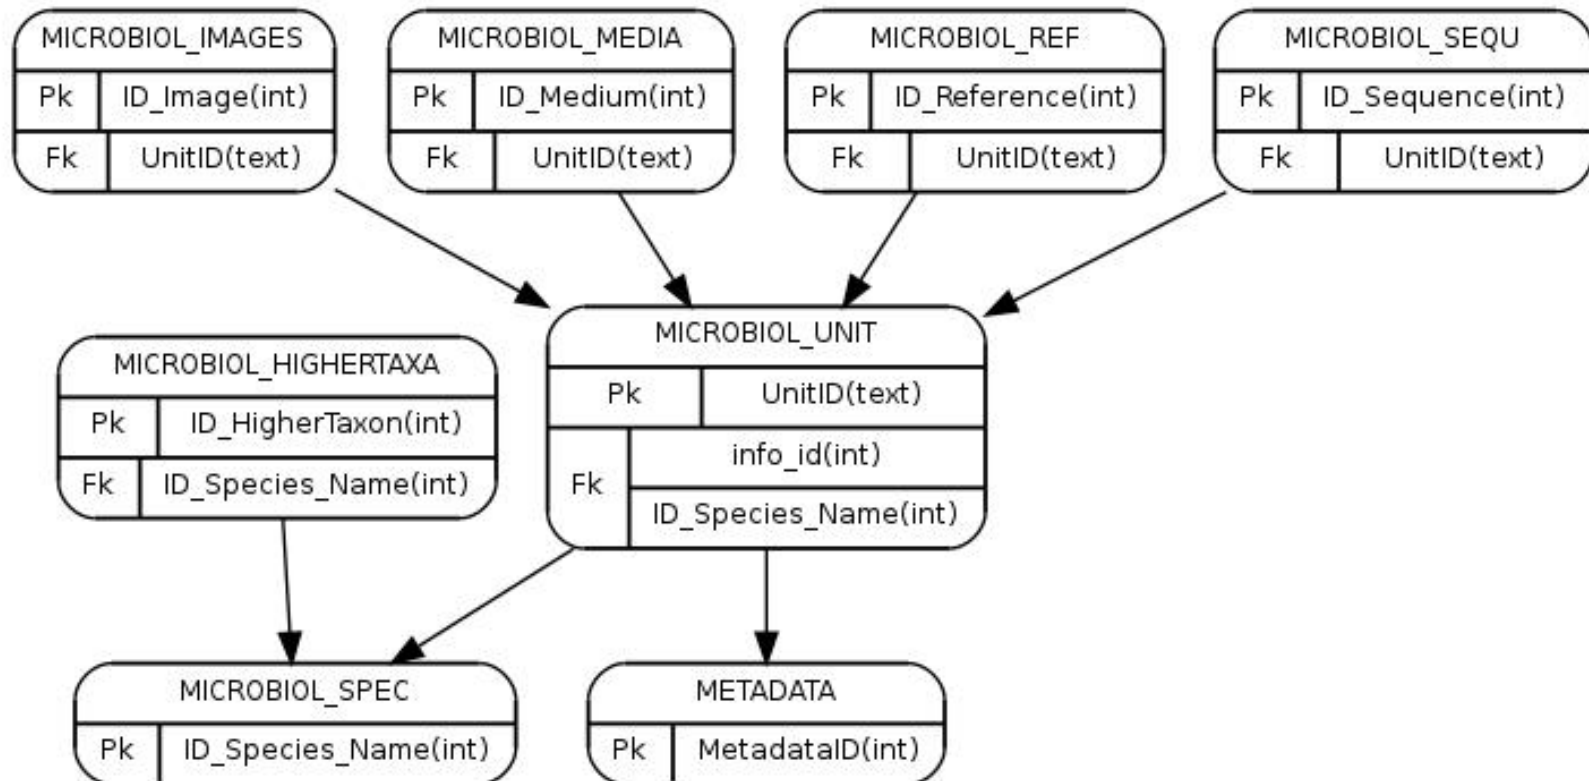 MICROBIOL_IMAGES
Pk ID_Image(int)
Fk UnitID(text)
MICROBIOL_MEDIA
Pk ID_Medium(int)
Fk UnitID(text)
MICROBIOL_REF
Pk ID_Reference(int)
Fk UnitID(text)
MICROBIOL_SEQU
Pk ID_Sequence(int)
Fk UnitID(text)
MICROBIOL_HIGHERTAXA
Pk ID_HigherTaxon(int)
Fk ID_Species_Name(int)
MICROBIOL_UNIT
Pk UnitID(text)
Fk info_id(int)
ID_Species_Name(int)
MICROBIOL_SPEC
Pk ID_Species_Name(int)
METADATA
Pk MetadataID(int)